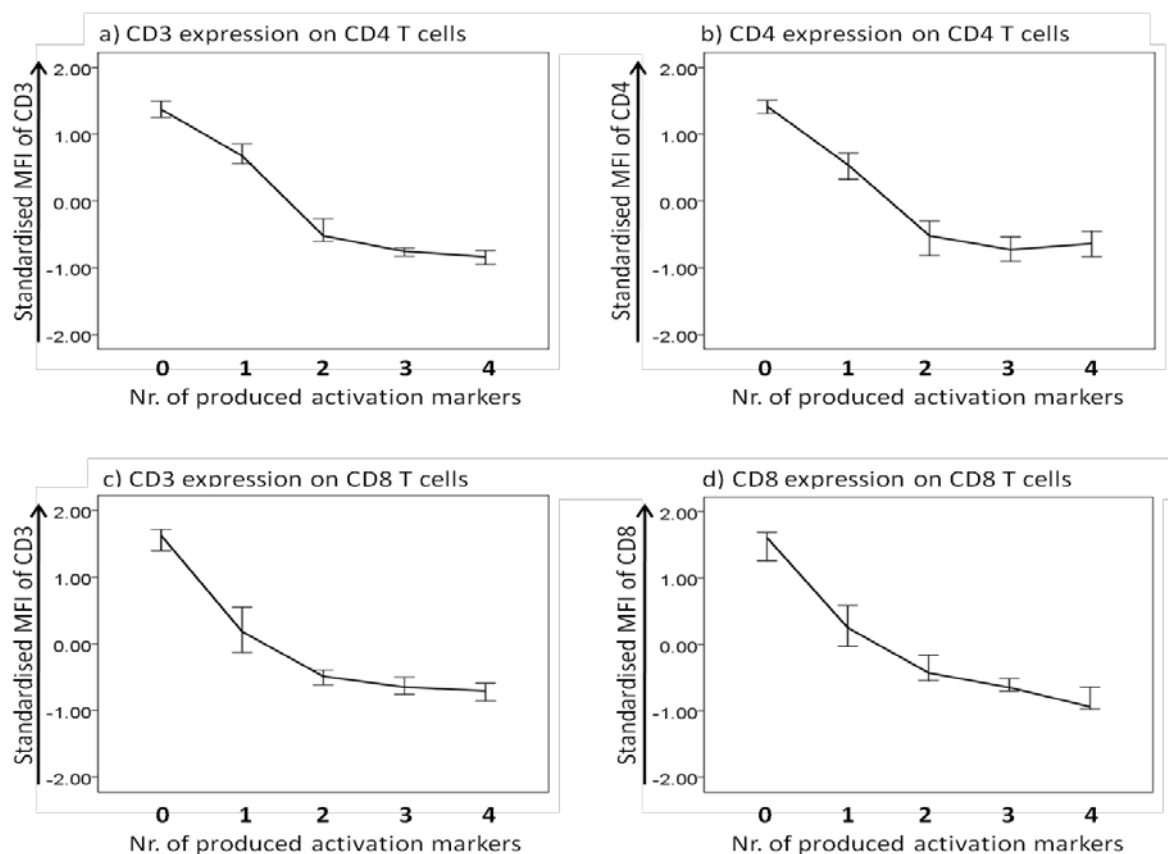 a) CD3 expression on CD4 T cells
Standardised MFI of CD3
2.00
1.00
0.00
-1.00
-2.00
0 1 2 3 4
Nr. of produced activation markers
b) CD4 expression on CD4 T cells
Standardised MFI of CD4
2.00
1.00
0.00
-1.00
-2.00
0 1 2 3 4
Nr. of produced activation markers
c) CD3 expression on CD8 T cells
Standardised MFI of CD3
2.00
1.00
0.00
-1.00
-2.00
0 1 2 3 4
Nr. of produced activation markers
d) CD8 expression on CD8 T cells
Standardised MFI of CD8
2.00
1.00
0.00
-1.00
-2.00
0 1 2 3 4
Nr. of produced activation markers